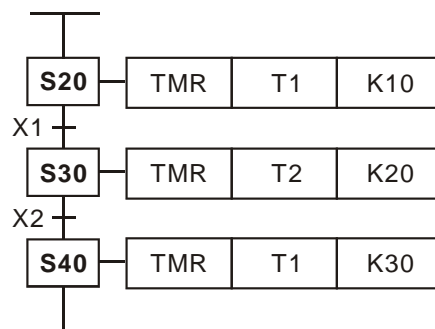 S20 TMR T1 K10
X1
S30 TMR T2 K20
X2
S40 TMR T1 K30